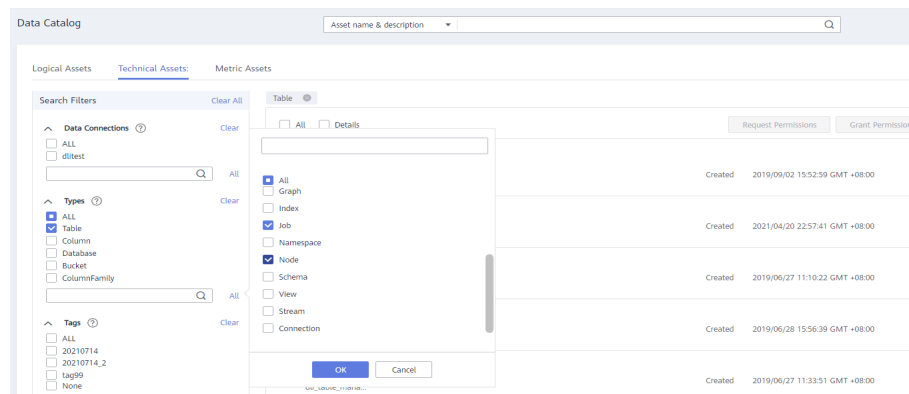 Data Catalog
Asset name & description
Logical Assets
Technical Assets:
Metric Assets
Search Filters
Clear All
Data Connections
Clear
ALL
dlitest
All
Types
Clear
ALL
Table
Column
Database
Bucket
ColumnFamily
All
Tags
Clear
ALL
20210714
20210714_2
tag99
None
Table
All
Details
Request Permissions
Grant Permission
All
Graph
Index
Job
Namespace
Node
Schema
View
Stream
Connection
OK
Cancel
Created 2019/09/02 15:52:59 GMT +08:00
Created 2021/04/20 22:57:41 GMT +08:00
Created 2019/06/27 11:10:22 GMT +08:00
Created 2019/06/28 15:56:39 GMT +08:00
Created 2019/06/27 11:33:51 GMT +08:00